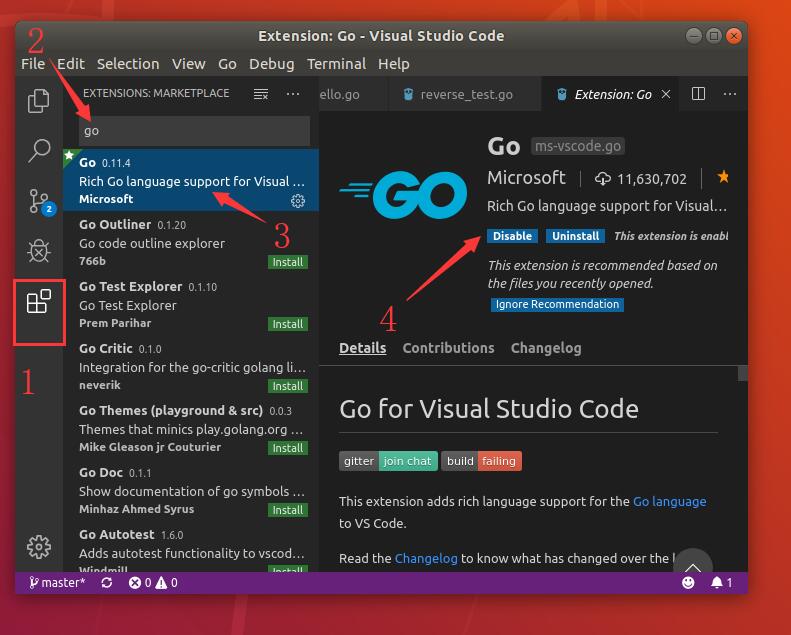 Extension: Go - Visual Studio Code
2
File Edit Selection View Go Debug Terminal Help
EXTENSIONS: MARKETPLACE
ello.go
reverse_test.go
Extension: Go
go
Go 0.11.4
Rich Go language support for Visual ...
Microsoft
3
Go Outliner 0.1.20
Go code outline explorer
766b
Install
Go Test Explorer 0.1.10
Go Test Explorer
Prem Parihar
Install
Go Critic 0.1.0
Integration for the go-critic golang li...
neverik
Install
Go Themes (playground & src) 0.0.3
Themes that minics play.golang.org ...
Mike Gleason jr Couturier
Install
Go Doc 0.1.1
Show documentation of go symbols ...
Minhaz Ahmed Syrus
Install
Go Autotest 1.6.0
Adds autotest functionality to vscod...
Windmill
Install
2
1
GO
Go ms-vscode.go
Microsoft | 11,630,702 |
Rich Go language support for Visual...
Disable Uninstall This extension is enabl
This extension is recommended based on
the files you recently opened.
Ignore Recommendation
4
Details Contributions Changelog
Go for Visual Studio Code
gitter join chat build failing
This extension adds rich language support for the Go language
to VS Code.
Read the Changelog to know what has changed over the l
master* 0 0 1